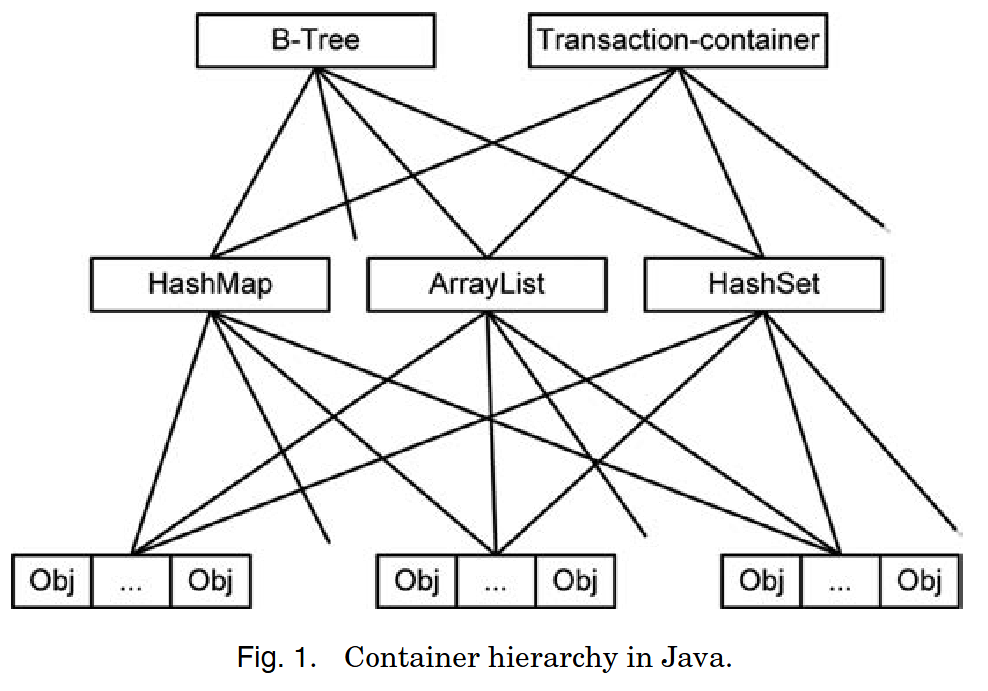 B-Tree Transaction-container
HashMap ArrayList HashSet
Obj ... Obj Obj ... Obj Obj ... Obj
Fig. 1. Container hierarchy in Java.